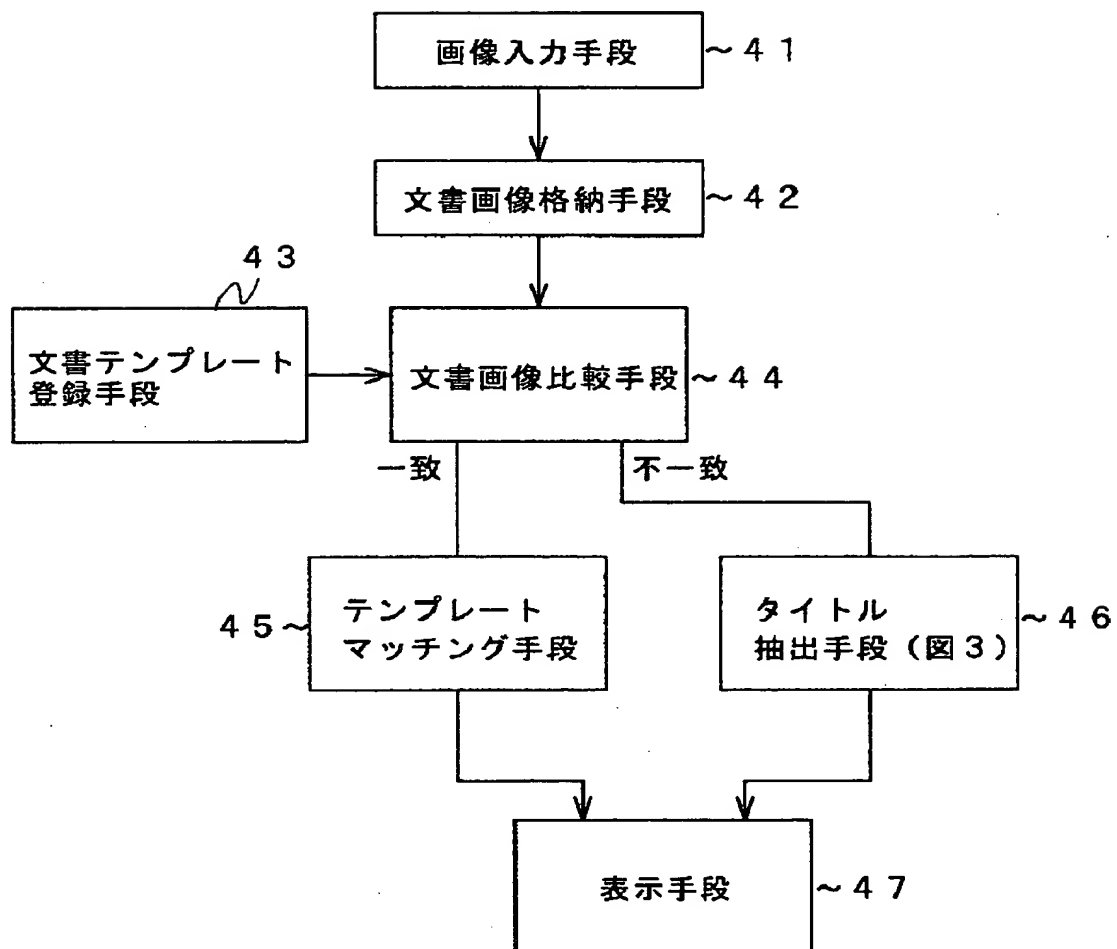 画像入力手段 ～４１
文書画像格納手段 ～４２
４３
文書テンプレート
登録手段
文書画像比較手段 ～４４
一致
不一致
４５～
テンプレート
マッチング手段
タイトル
抽出手段（図３）
～４６
表示手段 ～４７